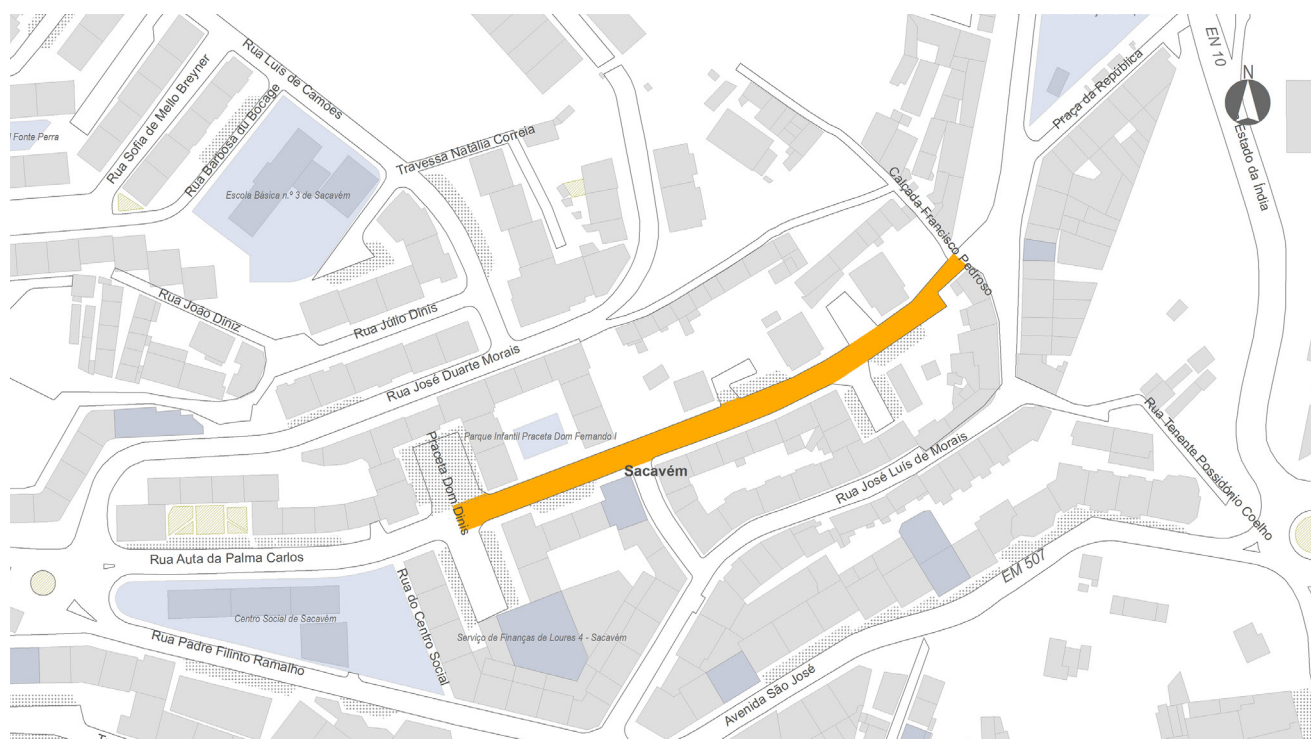 EN 10
N
Praça da República
Estado da Índia
Rua Luís de Camões
Rua Sofia de Mello Breyner
Rua Barbosa du Bocage
Fonte Perra
Travessa Natália Correia
Escola Básica n.º 3 de Sacavém
Calçada Francisco Pedroso
Rua João Diniz
Rua Júlio Dinis
Rua José Duarte Morais
Parque Infantil Praceta Dom Fernando I
Praceta Dom Dinis
Sacavém
Rua José Luís de Morais
Rua Tenente Possidónio Coelho
Rua Auta da Palma Carlos
EM 507
Rua do Centro Social
Centro Social de Sacavém
Serviço de Finanças de Loures 4 - Sacavém
Rua Padre Filinto Ramalho
Avenida São José